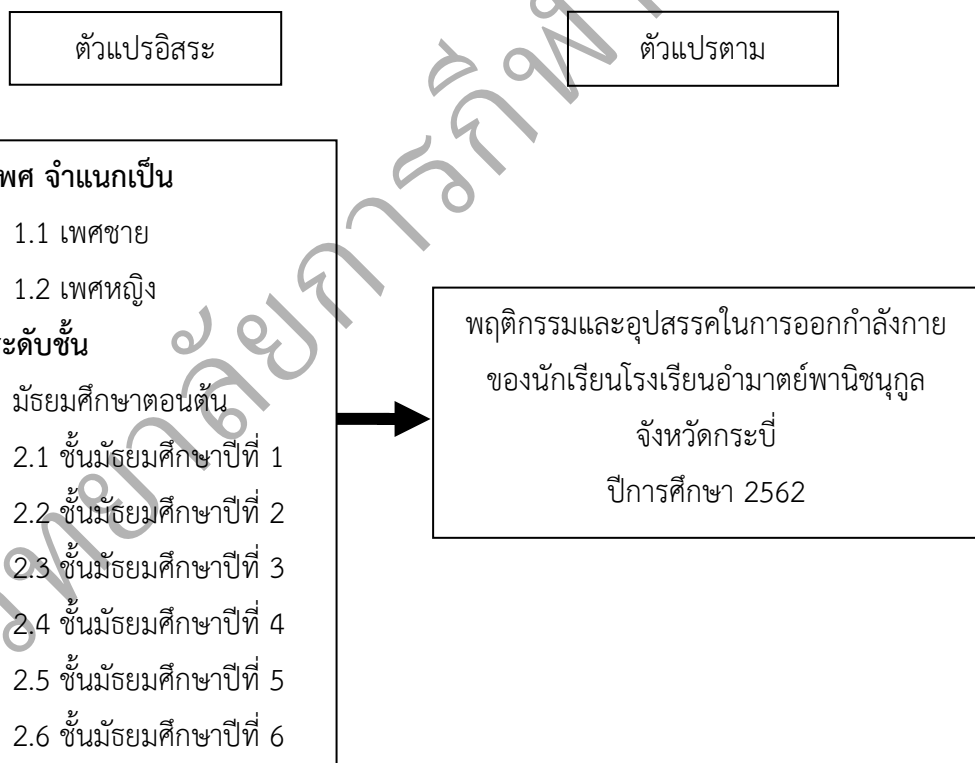 ตัวแปรอิสระ
ตัวแปรตาม
จำแนกเป็น
1.1 เพศชาย
1.2 เพศหญิง
มัธยมศึกษาตอนต้น
2.1 ชั้นมัธยมศึกษาปีที่ 1
2.2 ชั้นมัธยมศึกษาปีที่ 2
2.3 ชั้นมัธยมศึกษาปีที่ 3
2.4 ชั้นมัธยมศึกษาปีที่ 4
2.5 ชั้นมัธยมศึกษาปีที่ 5
2.6 ชั้นมัธยมศึกษาปีที่ 6
พฤติกรรมและอุปสรรคในการออกกำลังกาย
ของนักเรียนโรงเรียนอำมาตย์พานิชนุกูล
จังหวัดกระบี่
ปีการศึกษา 2562